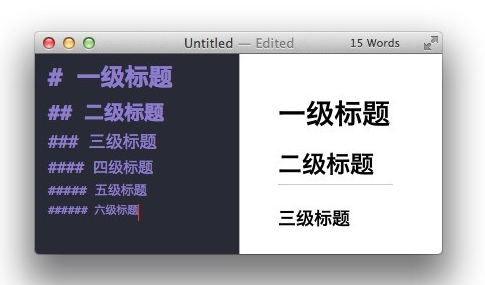 Untitled — Edited
15 Words
# 一级标题
## 二级标题
### 三级标题
#### 四级标题
##### 五级标题
###### 六级标题
一级标题
二级标题
三级标题